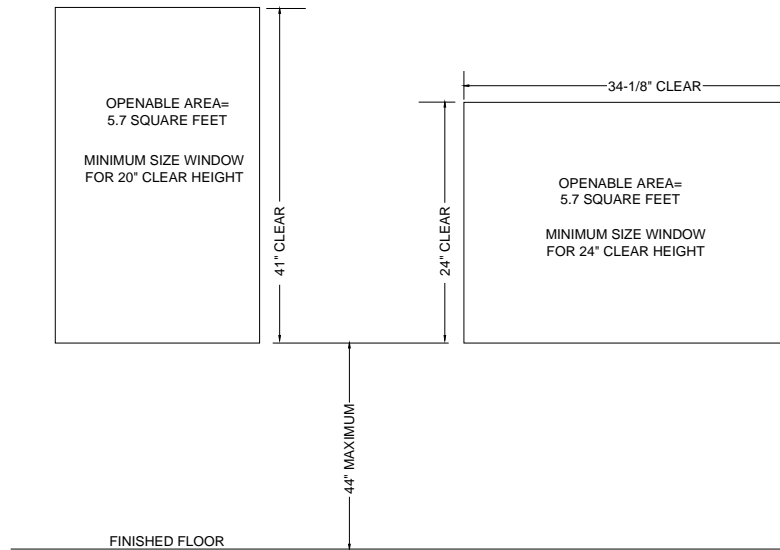 OPENABLE AREA=
5.7 SQUARE FEET
MINIMUM SIZE WINDOW
FOR 20" CLEAR HEIGHT
41" CLEAR
24" CLEAR
34-1/8" CLEAR
OPENABLE AREA=
5.7 SQUARE FEET
MINIMUM SIZE WINDOW
FOR 24" CLEAR HEIGHT
44" MAXIMUM
FINISHED FLOOR